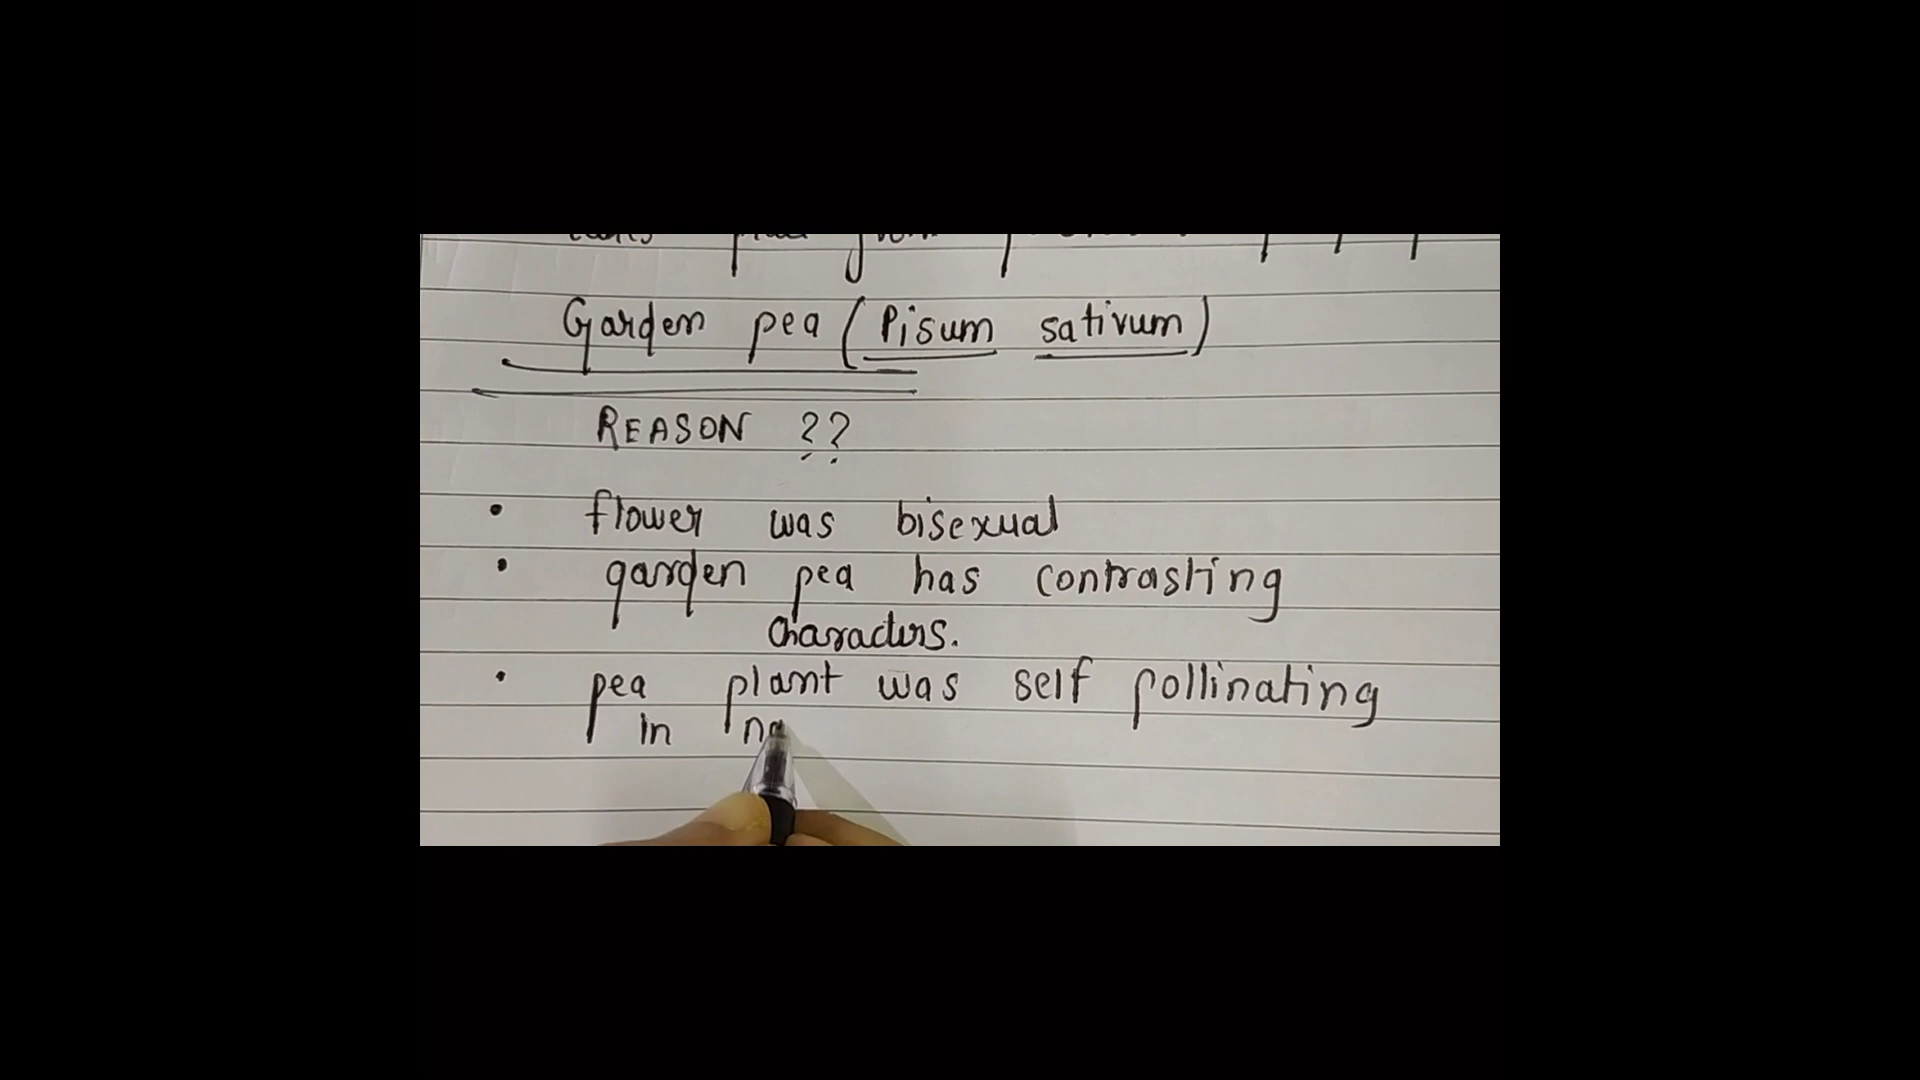 Garden pea (Pisum sativum)
REASON ??
• flower was bisexual
• garden pea has contrasting
characters.
• pea plant was self pollinating
in na